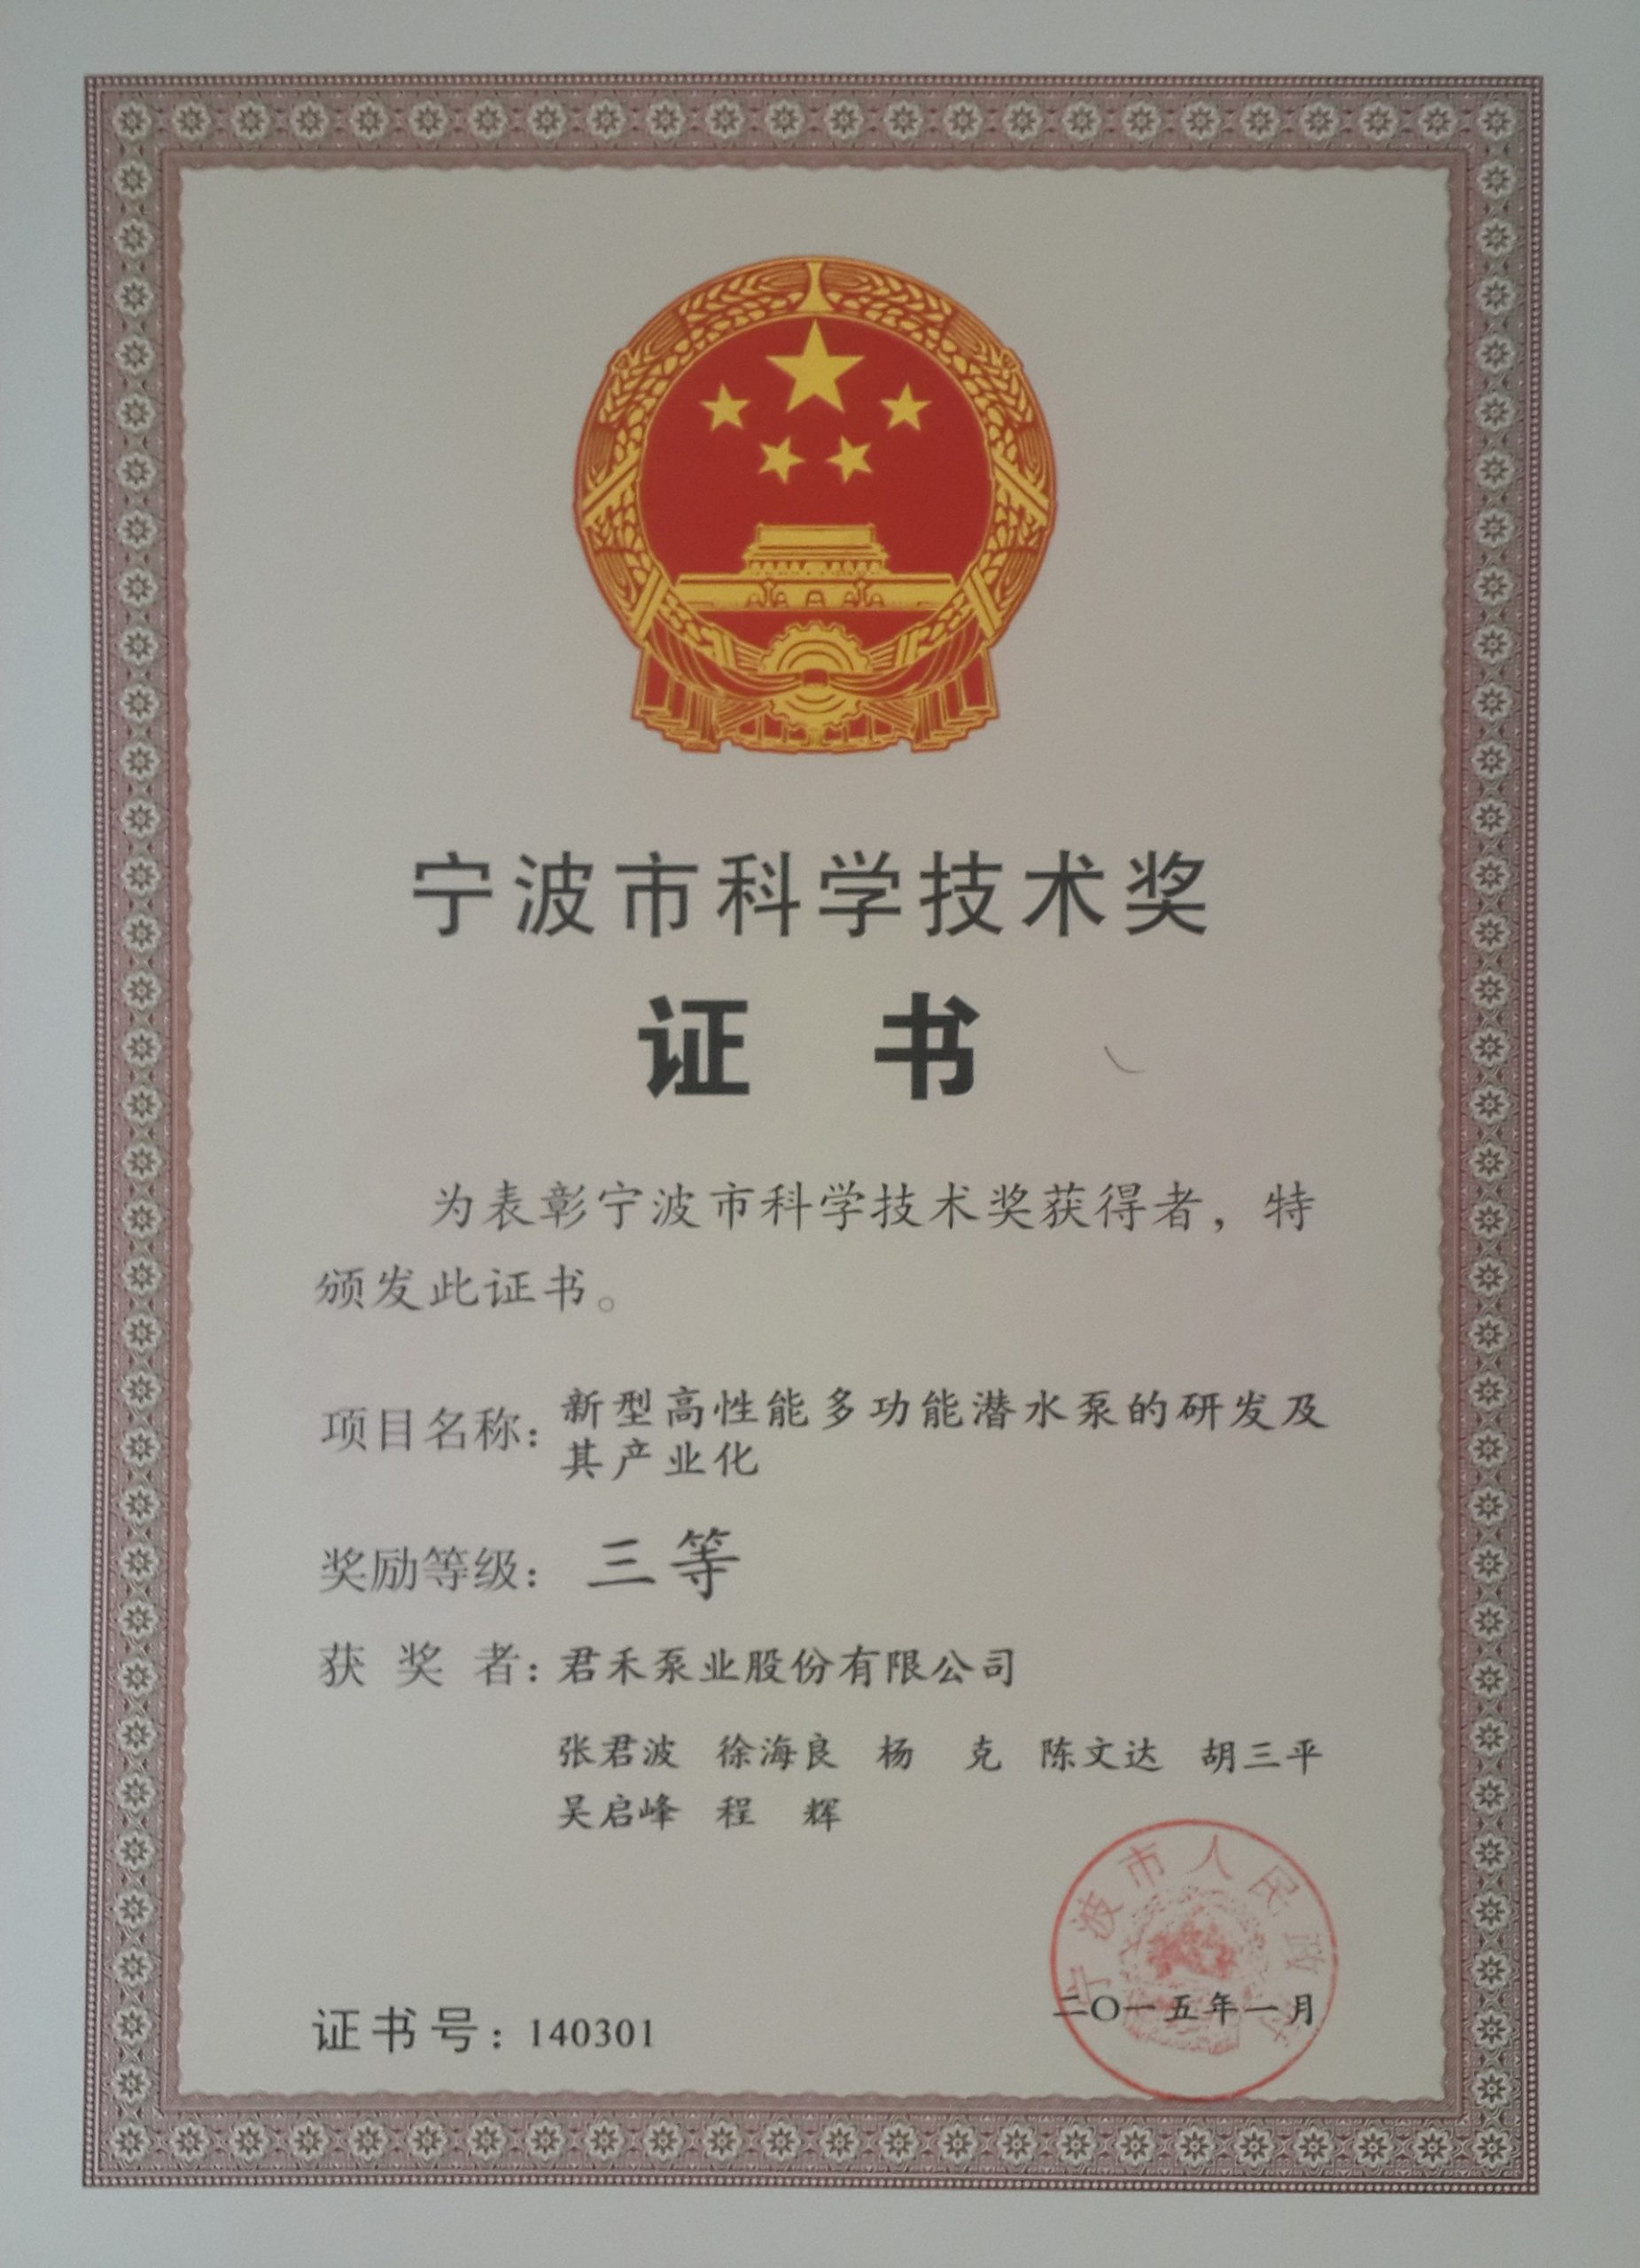 宁波市科学技术奖
证 书
为表彰宁波市科学技术奖获得者，特
颁发此证书。
项目名称：新型高性能多功能潜水泵的研发及
其产业化
奖励等级：三等
获 奖 者：君禾泵业股份有限公司
张君波 徐海良 杨 克 陈文达 胡三平
吴启峰 程 辉
宁波市人民政府
二〇一五年一月
证书号：140301